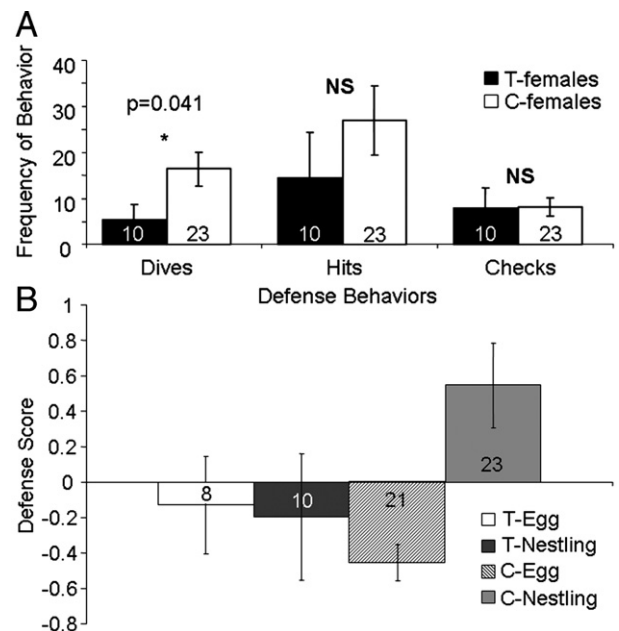 A
Frequency of Behavior
40
30
20
10
0
p=0.041
*
NS
NS
T-females
C-females
10 23 10 23 10 23
Dives Hits Checks
Defense Behaviors
B
Defense Score
1
0.8
0.6
0.4
0.2
0
-0.2
-0.4
-0.6
-0.8
8 10 21 23
T-Egg
T-Nestling
C-Egg
C-Nestling